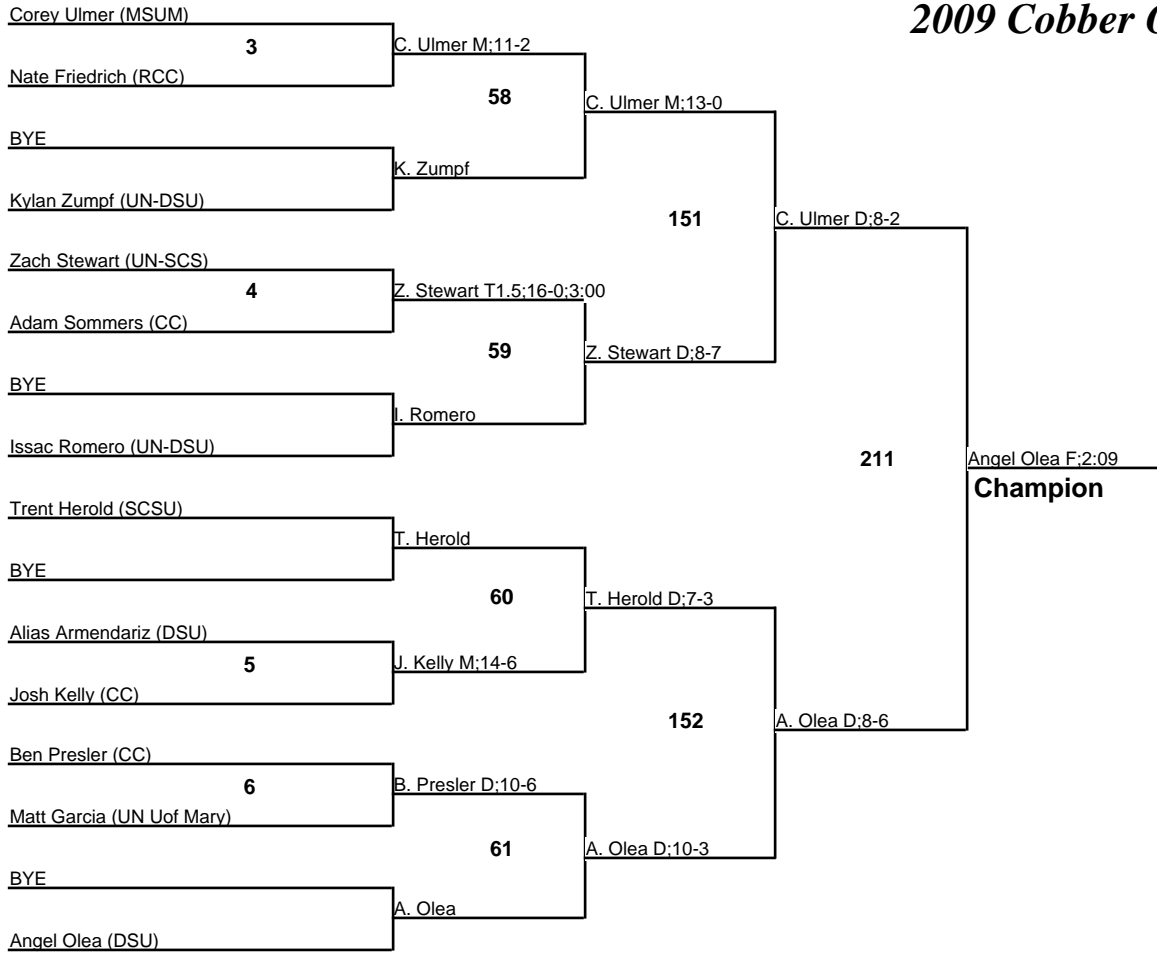 2009 Cobber O
Corey Ulmer (MSUM)
3
C. Ulmer M;11-2
Nate Friedrich (RCC)
58
C. Ulmer M;13-0
BYE
K. Zumpf
Kylan Zumpf (UN-DSU)
151
C. Ulmer D;8-2
Zach Stewart (UN-SCS)
4
Z. Stewart T1.5;16-0;3:00
Adam Sommers (CC)
59
Z. Stewart D;8-7
BYE
I. Romero
Issac Romero (UN-DSU)
211
Angel Olea F;2:09
Champion
Trent Herold (SCSU)
T. Herold
BYE
60
T. Herold D;7-3
Alias Armendariz (DSU)
5
J. Kelly M;14-6
Josh Kelly (CC)
152
A. Olea D;8-6
Ben Presler (CC)
6
B. Presler D;10-6
Matt Garcia (UN Uof Mary)
61
A. Olea D;10-3
BYE
A. Olea
Angel Olea (DSU)